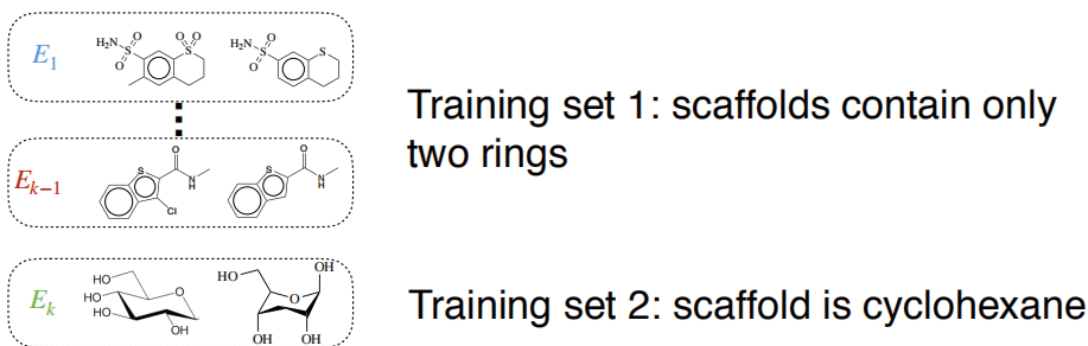 E1
H2N S O O S O O
H2N S O O S
Training set 1: scaffolds contain only
two rings
Ek−1
S O N H Cl
S O N H
Ek
HO HO HO O OH
HO O OH OH OH
Training set 2: scaffold is cyclohexane